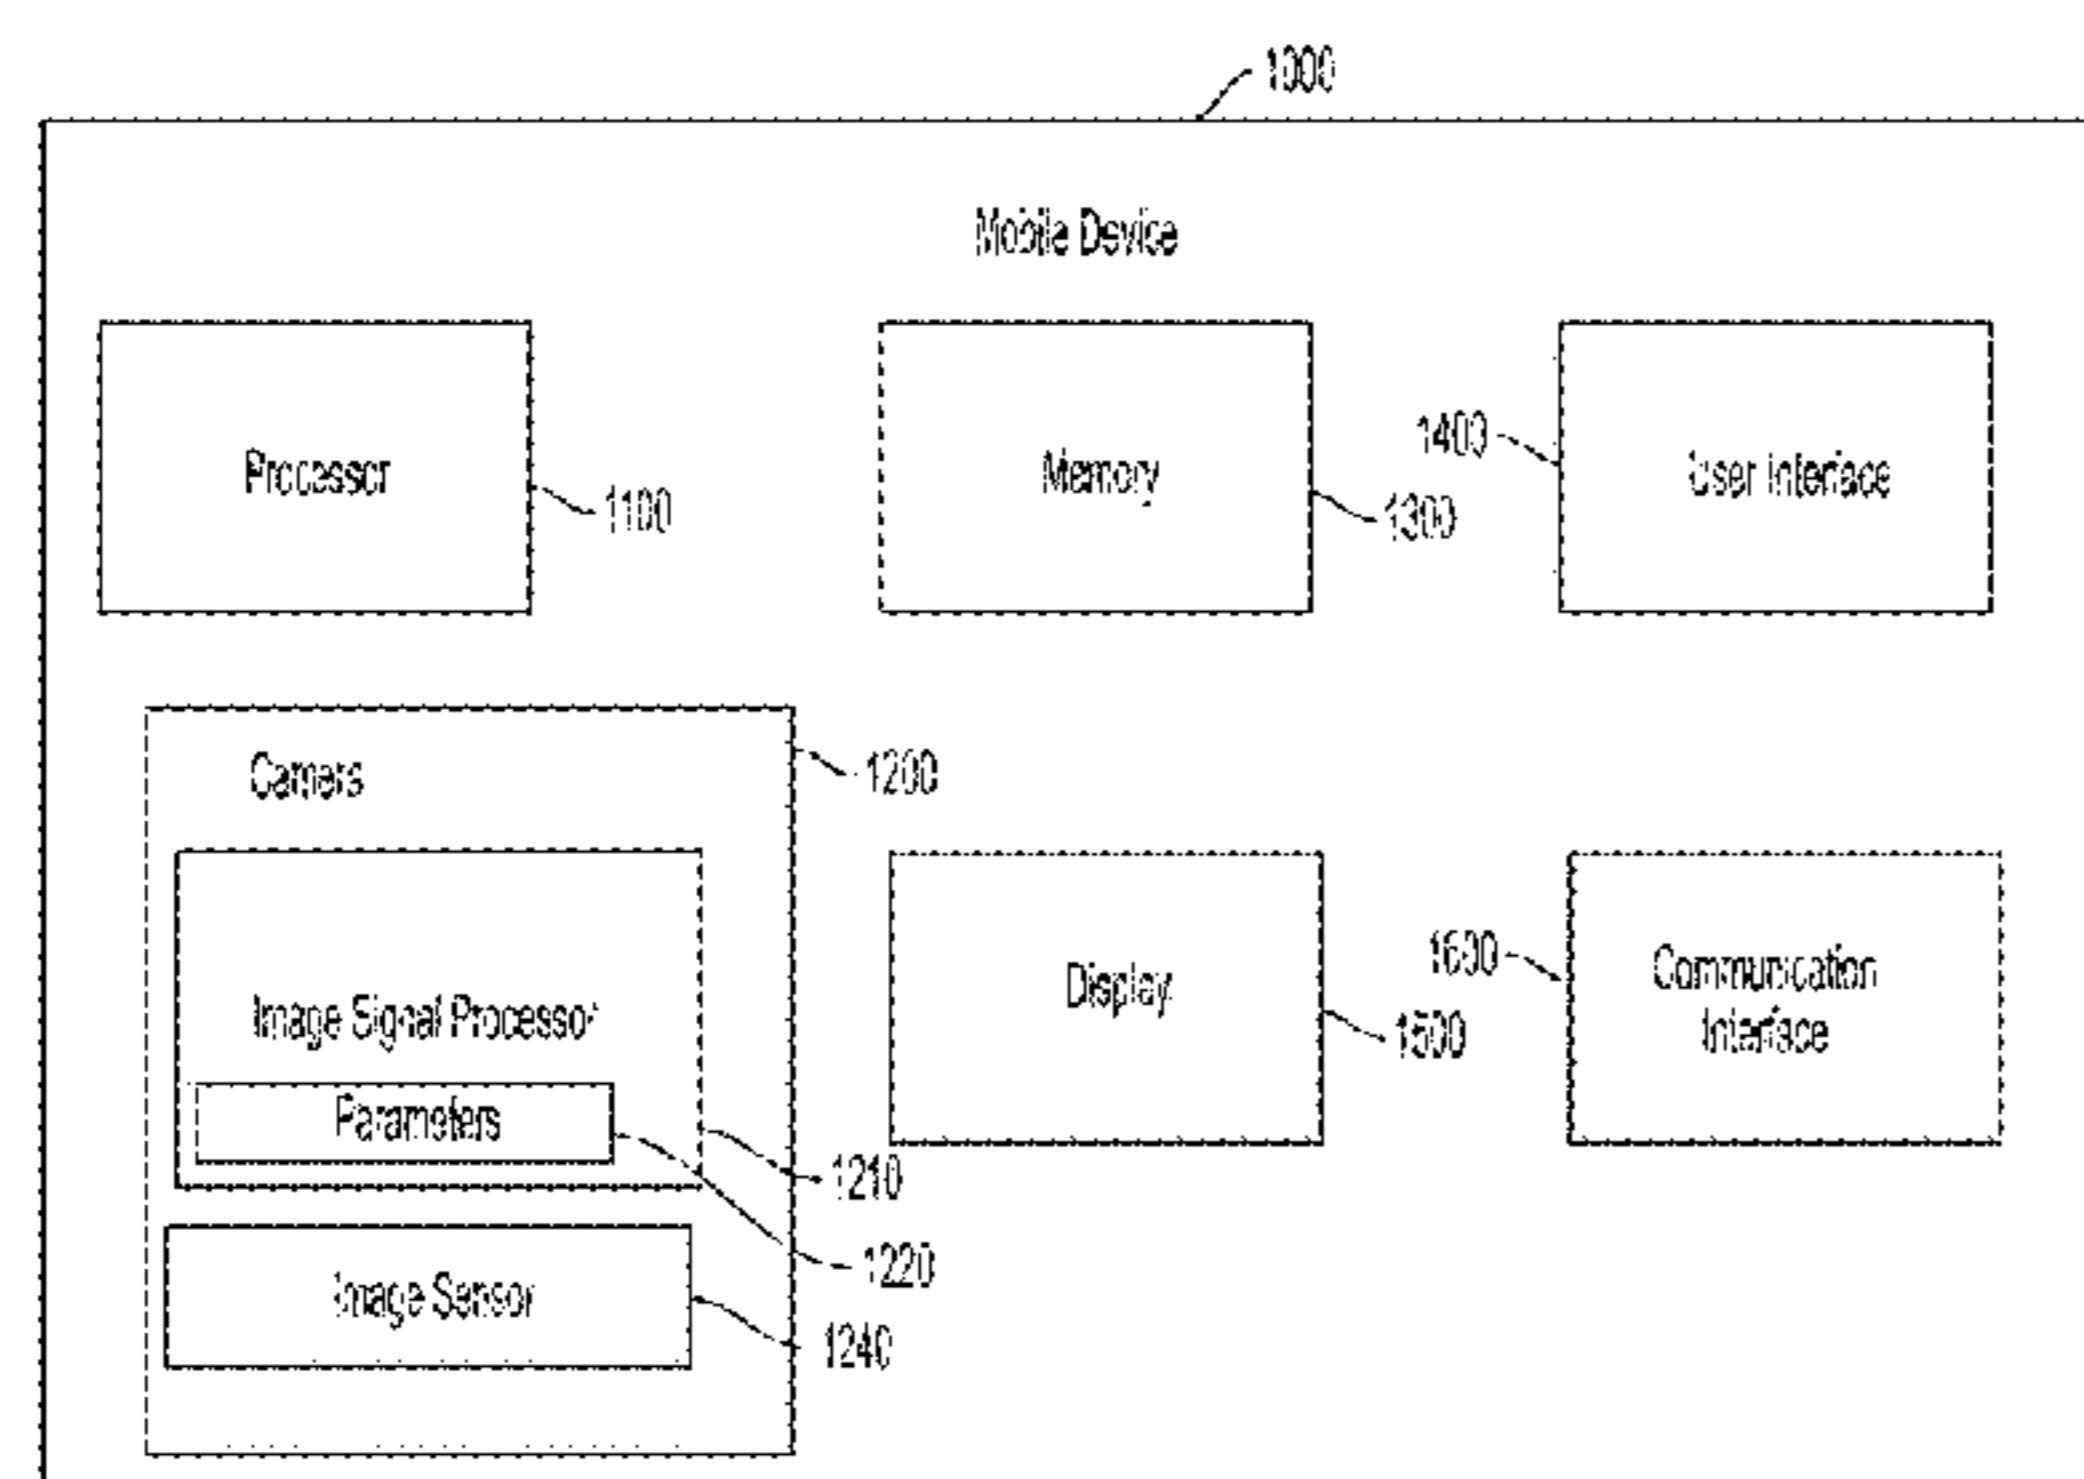 1000
Mobile Device
Processor
1100
Memory
1300
1400
User Interface
Camera
1200
Image Signal Processor
Parameters
1210
1220
Image Sensor
1240
Display
1500
1600
Communication
Interface